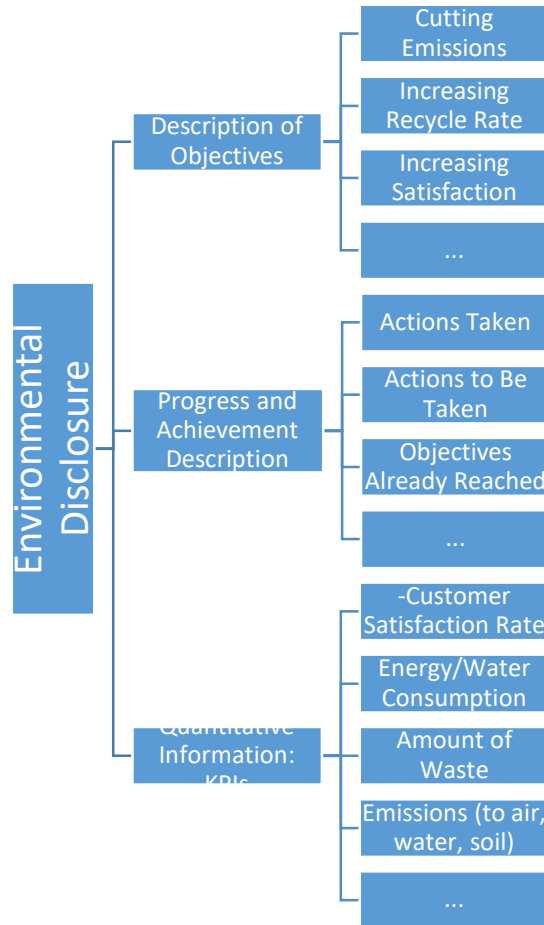 Environmental
Disclosure
Description of
Objectives
Cutting
Emissions
Increasing
Recycle Rate
Increasing
Satisfaction
...
Progress and
Achievement
Description
Actions Taken
Actions to Be
Taken
Objectives
Already Reached
...
Quantitative
Information:
KPIs
-Customer
Satisfaction Rate
Energy/Water
Consumption
Amount of
Waste
Emissions (to air,
water, soil)
...